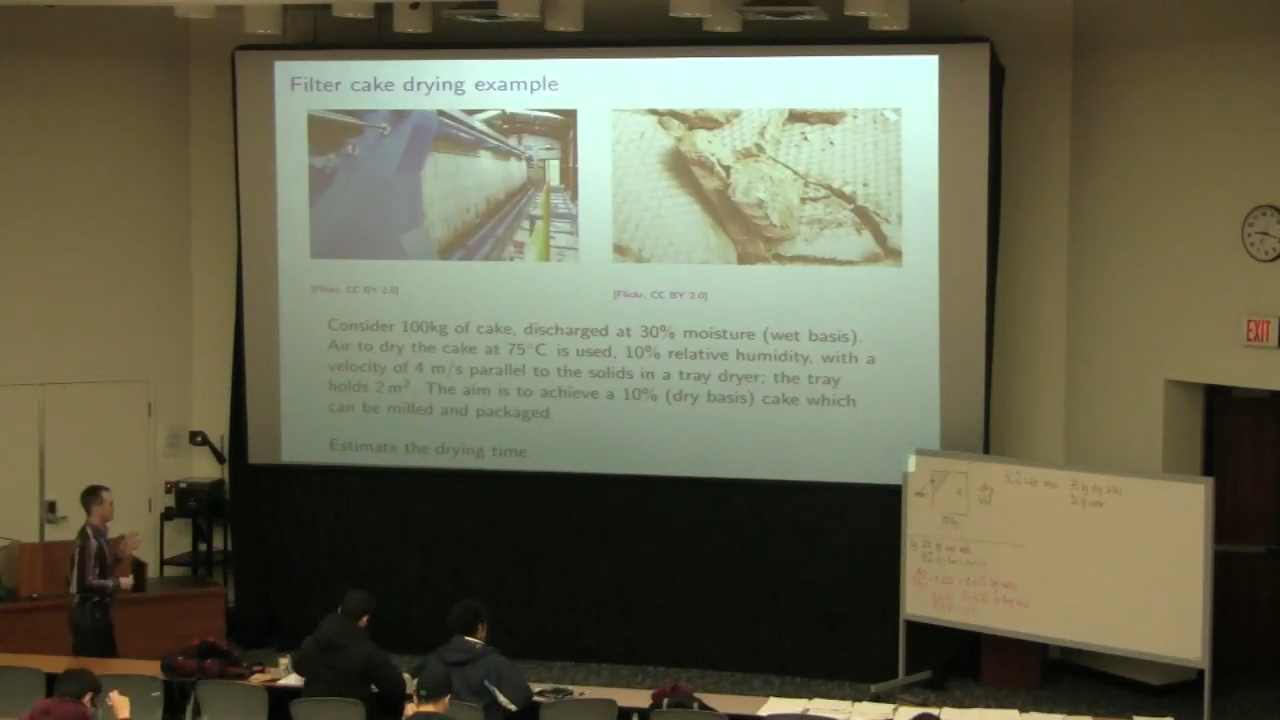 Filter cake drying example
[Flickr, CC BY 2.0]
[Flickr, CC BY 2.0]
Consider 100kg of cake, discharged at 30% moisture (wet basis).
Air to dry the cake at 75°C is used, 10% relative humidity, with a
velocity of 4 m/s parallel to the solids in a tray dryer; the tray
holds 2 m². The aim is to achieve a 10% (dry basis) cake which
can be milled and packaged.
Estimate the drying time.
EXIT